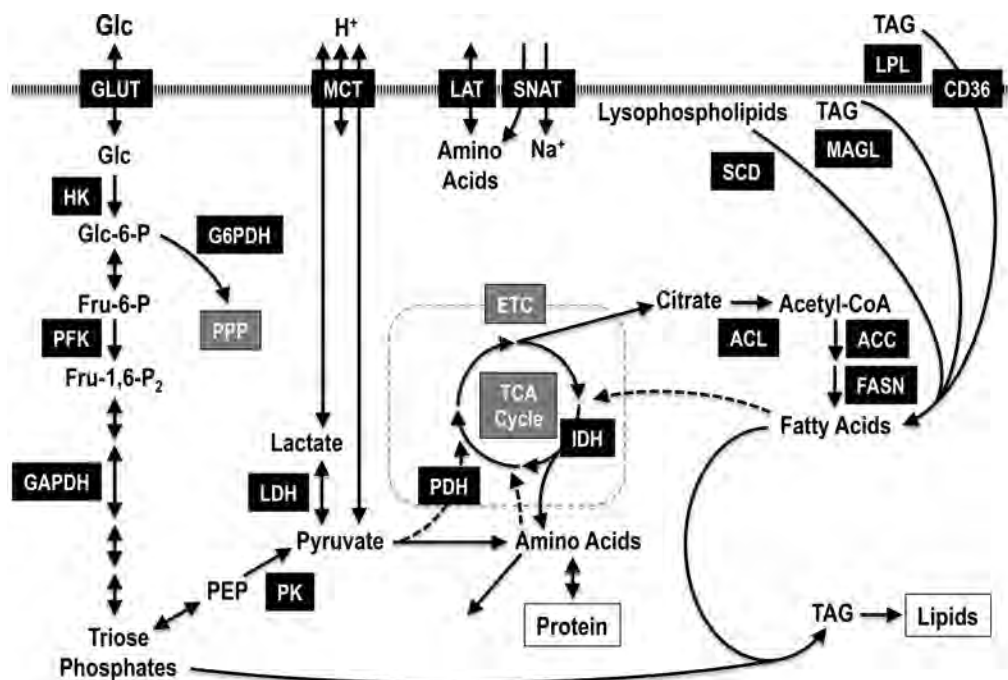 Glc
H⁺
TAG
LPL
GLUT
MCT
LAT
SNAT
CD36
Lysophospholipids
TAG
MAGL
SCD
Glc
Amino
Acids
Na⁺
HK
Glc-6-P
G6PDH
Fru-6-P
PPP
PFK
Fru-1,6-P₂
ETC
Citrate
Acetyl-CoA
ACL
ACC
FASN
TCA
Cycle
IDH
Fatty Acids
Lactate
GAPDH
LDH
PDH
Pyruvate
Amino Acids
PEP
PK
Protein
TAG
Lipids
Triose
Phosphates